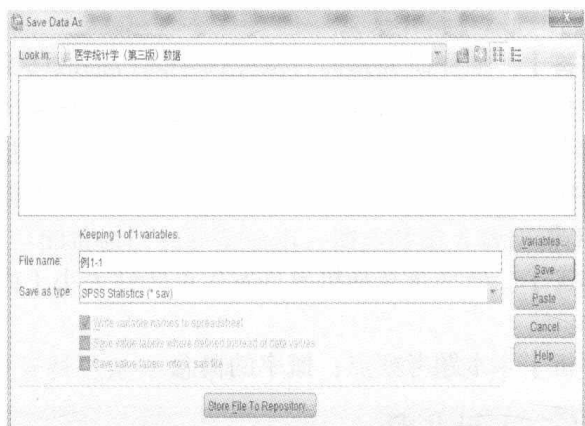 Save Data As
Look in: 医学统计学（第三版）数据
Keeping 1 of 1 variables.
Variables...
File name: 例1-1
Save
Save as type: SPSS Statistics (*.sav)
Paste
Write variable names to spreadsheet
Cancel
Save value labels where defined instead of data values
Save value labels into a .sas file
Help
Store File To Repository...